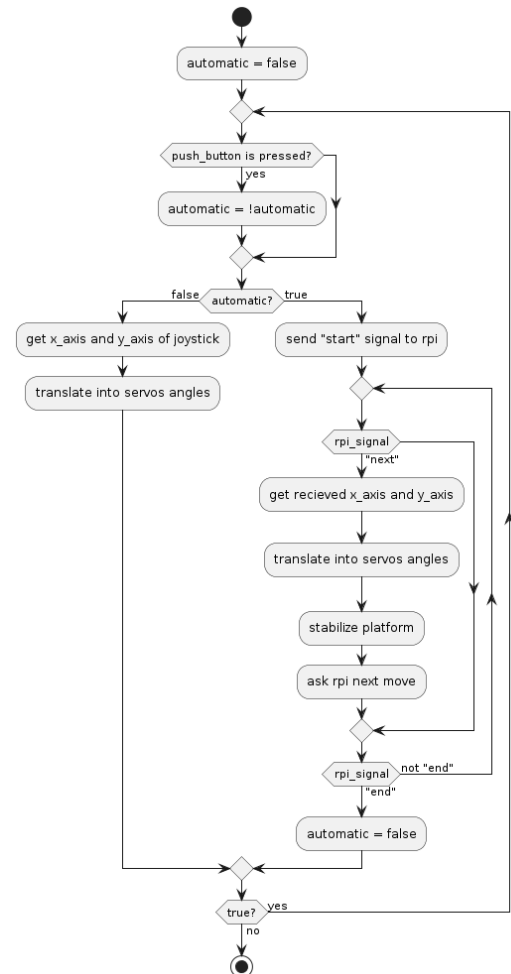 automatic = false
push_button is pressed?
yes
automatic = !automatic
false
automatic?
true
get x_axis and y_axis of joystick
translate into servos angles
send "start" signal to rpi
rpi_signal
"next"
get recieved x_axis and y_axis
translate into servos angles
stabilize platform
ask rpi next move
rpi_signal
not "end"
"end"
automatic = false
true?
yes
no